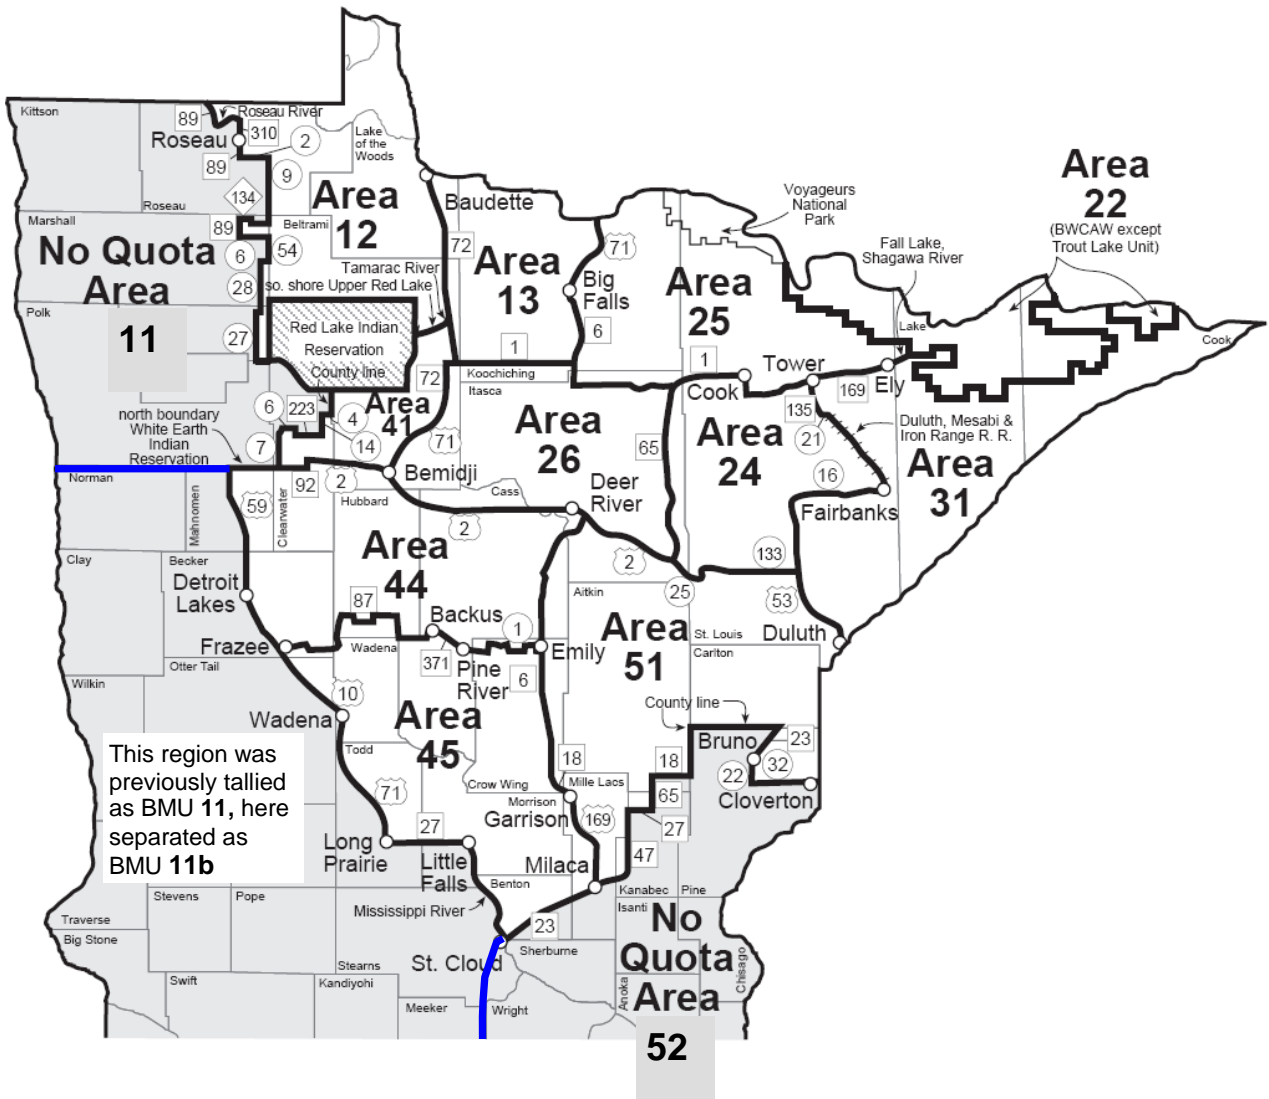 Kittson
89
Roseau River
Roseau
310
2
Lake
of the
Woods
89
9
134
Roseau
Area
12
Baudette
Marshall
89
Beltrami
No Quota
Area
11
6
54
28
Tamarac River
so. shore Upper Red Lake
72
Area
13
71
Big
Falls
6
Voyageurs
National
Park
Area
22
(BWCAW except
Trout Lake Unit)
Fall Lake,
Shagawa River
Area
25
Polk
27
Red Lake Indian
Reservation
County line
1
1
Lake
Cook
Tower
Cook
169
Ely
72
Koochiching
Itasca
north boundary
White Earth
Indian
Reservation
6
223
4
14
7
Area
41
71
Area
26
65
Area
24
135
21
Duluth, Mesabi &
Iron Range R. R.
Area
31
16
Fairbanks
Bemidji
Cass
Deer
River
Norman
Mahnomen
59
Clearwater
92
2
Hubbard
2
2
133
Clay
Becker
Detroit
Lakes
Area
44
87
Backus
1
Aitkin
25
53
Area
51
St. Louis
Duluth
Carlton
Frazee
Wadena
371
Pine
River
6
Emily
Otter Tail
Wilkin
10
Wadena
Area
45
County line
Bruno
23
32
22
Cloverton
This region was
previously tallied
as BMU 11, here
separated as
BMU 11b
Todd
71
Crow Wing
18
Mille Lacs
18
65
Morrison
Garrison
169
27
27
Long
Prairie
Little
Falls
Milaca
47
Benton
Kanabec
Pine
Stevens
Pope
Mississippi River
23
Isanti
No
Quota
Area
52
Traverse
Big Stone
St. Cloud
Sherburne
Chisago
Stearns
Swift
Kandiyohi
Meeker
Wright
Anoka